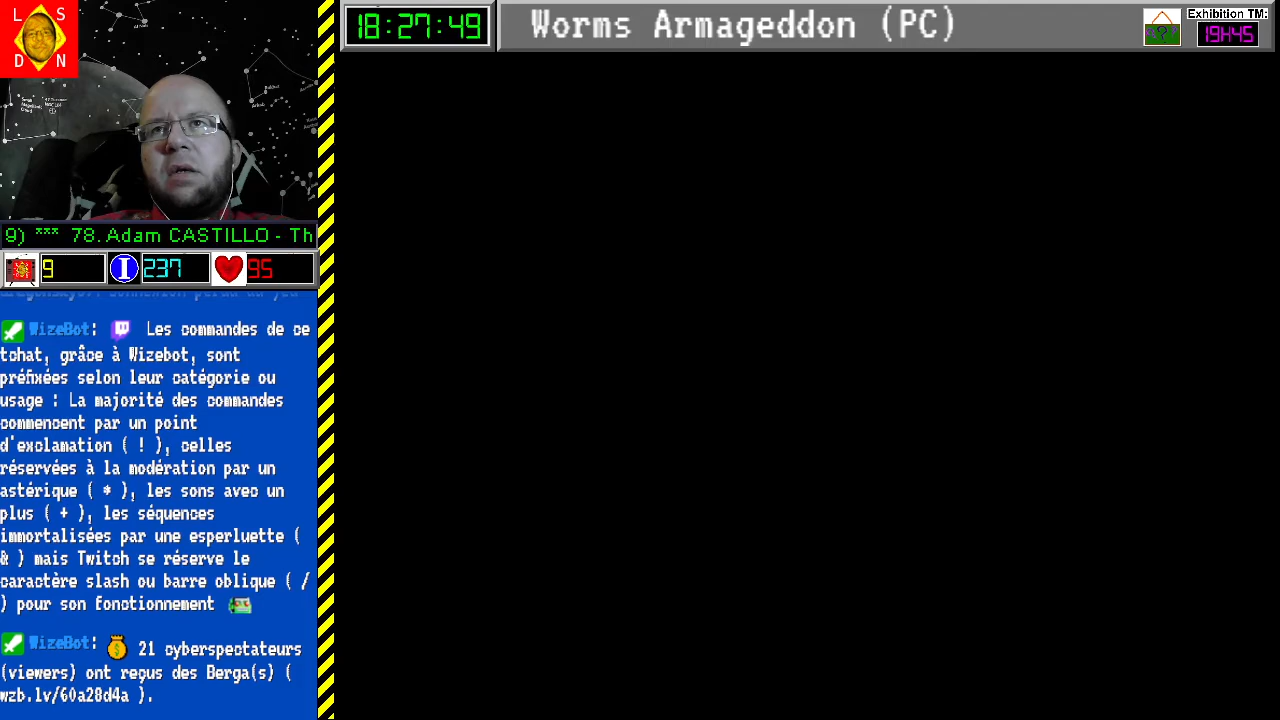 L S
D N
18:27:49
Worms Armageddon (PC)
Exhibition TM:
19H45
9) *** 78. Adam CASTILLO - Th
9
I
237
95
WizeBot: Les commandes de ce
tchat, grâce à Wizebot, sont
préfixées selon leur catégorie ou
usage : La majorité des commandes
commencent par un point
d'exclamation ( ! ), celles
réservées à la modération par un
astérique ( * ), les sons avec un
plus ( + ), les séquences
immortalisées par une esperluette (
& ) mais Twitch se réserve le
caractère slash ou barre oblique ( /
) pour son fonctionnement
WizeBot: 21 cyberspectateurs
(viewers) ont reçus des Berga(s) (
wzb.lv/60a28d4a ).